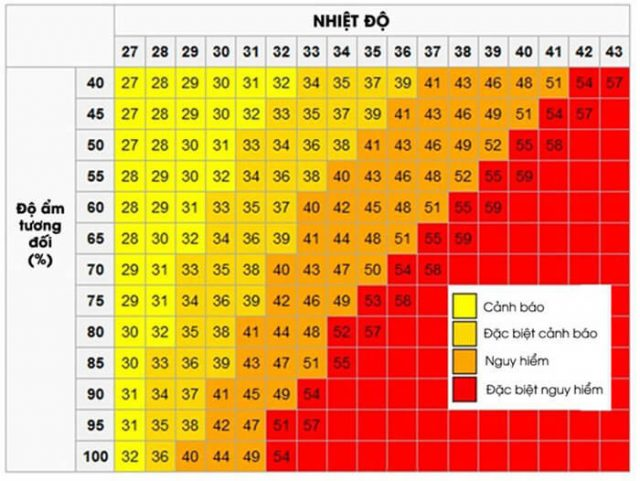 NHIỆT ĐỘ
27 28 29 30 31 32 33 34 35 36 37 38 39 40 41 42 43
40 27 28 29 30 31 32 34 35 37 39 41 43 46 48 51 54 57
45 27 28 29 30 32 33 35 37 39 41 43 46 49 51 54 57
50 27 28 30 31 33 34 36 38 41 43 46 49 52 55 58
55 28 29 30 32 34 36 38 40 43 46 48 52 55 59
60 28 29 31 33 35 37 40 42 45 48 51 55 59
Độ ẩm
tương
đối
(%)
65 28 30 32 34 36 39 41 44 48 51 55 59
70 29 31 33 35 38 40 43 47 50 54 58
75 29 31 34 36 39 42 46 49 53 58
80 30 32 35 38 41 44 48 52 57
85 30 33 36 39 43 47 51 55
90 31 34 37 41 45 49 54
95 31 35 38 42 47 51 57
100 32 36 40 44 49 54
Cảnh báo
Đặc biệt cảnh báo
Nguy hiểm
Đặc biệt nguy hiểm